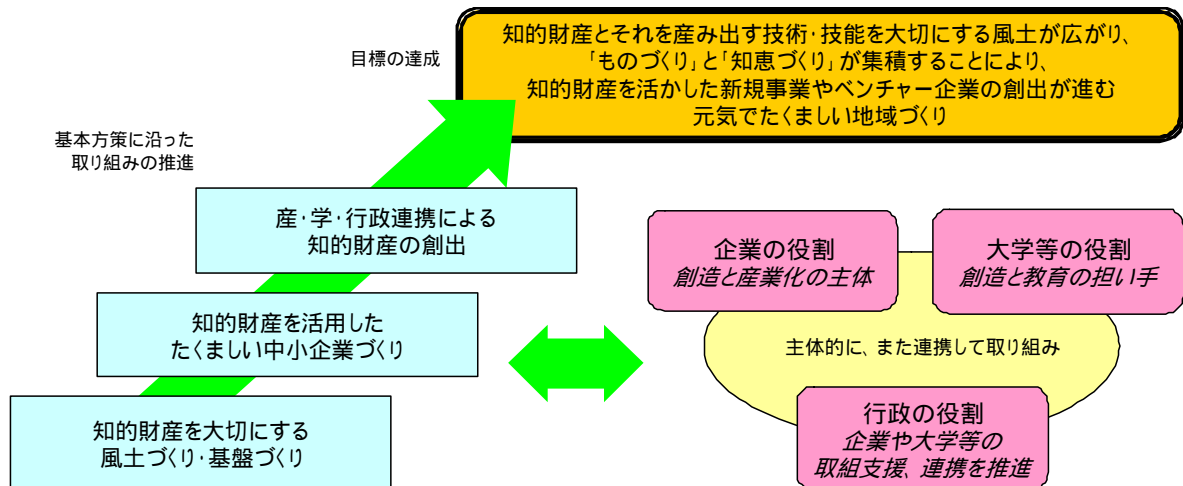 目標の達成
知的財産とそれを産み出す技術・技能を大切にする風土が広がり、
「ものづくり」と「知恵づくり」が集積することにより、
知的財産を活かした新規事業やベンチャー企業の創出が進む
元気でたくましい地域づくり
基本方策に沿った
取り組みの推進
産・学・行政連携による
知的財産の創出
知的財産を活用した
たくましい中小企業づくり
知的財産を大切にする
風土づくり・基盤づくり
企業の役割
創造と産業化の主体
大学等の役割
創造と教育の担い手
主体的に、また連携して取り組み
行政の役割
企業や大学等の
取組支援、連携を推進